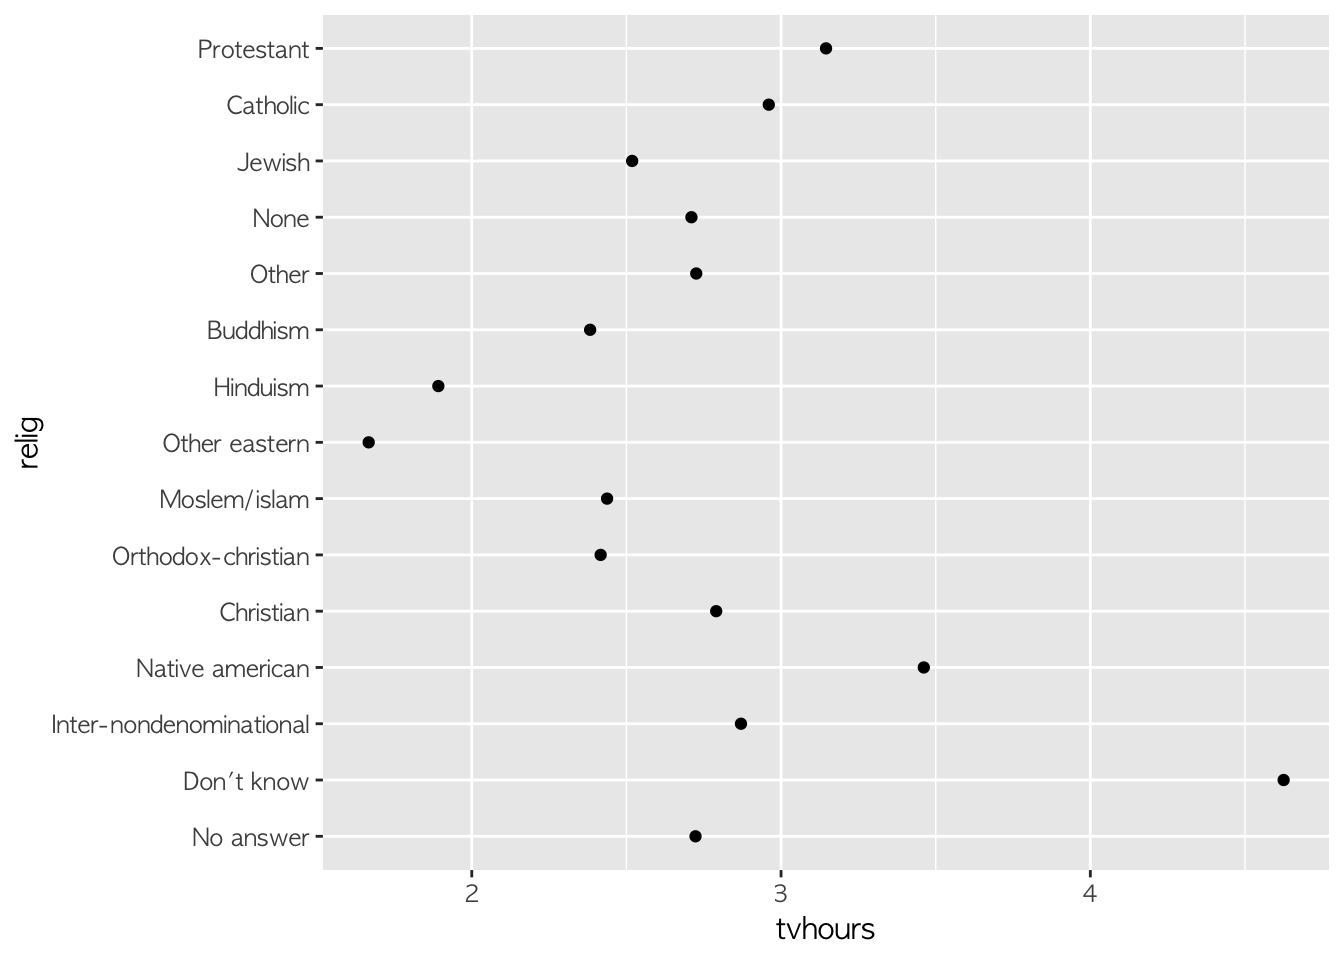 Protestant
Catholic
Jewish
None
Other
Buddhism
Hinduism
Other eastern
Moslem/islam
Orthodox-christian
Christian
Native american
Inter-nondenominational
Don't know
No answer
relig
2 3 4
tvhours